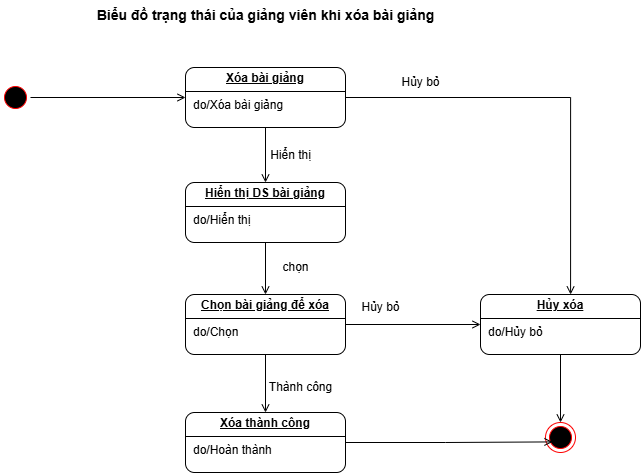 Biểu đồ trạng thái của giảng viên khi xóa bài giảng
Xóa bài giảng
do/Xóa bài giảng
Hủy bỏ
Hiển thị
Hiển thị DS bài giảng
do/Hiển thị
chọn
Chọn bài giảng để xóa
do/Chọn
Hủy bỏ
Hủy xóa
do/Hủy bỏ
Thành công
Xóa thành công
do/Hoàn thành